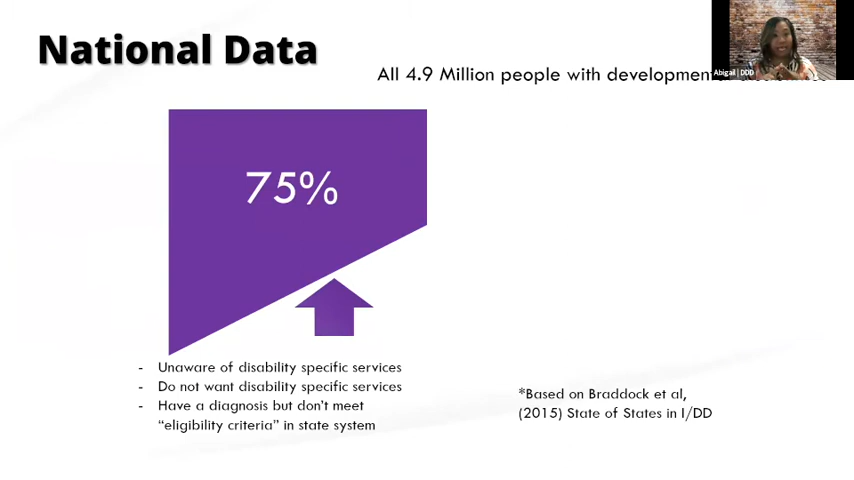 National Data
All 4.9 Million people with
Abigail | DDD
75%
- Unaware of disability specific services
- Do not want disability specific services
- Have a diagnosis but don't meet
"eligibility criteria" in state system
*Based on Braddock et al,
(2015) State of States in I/DD